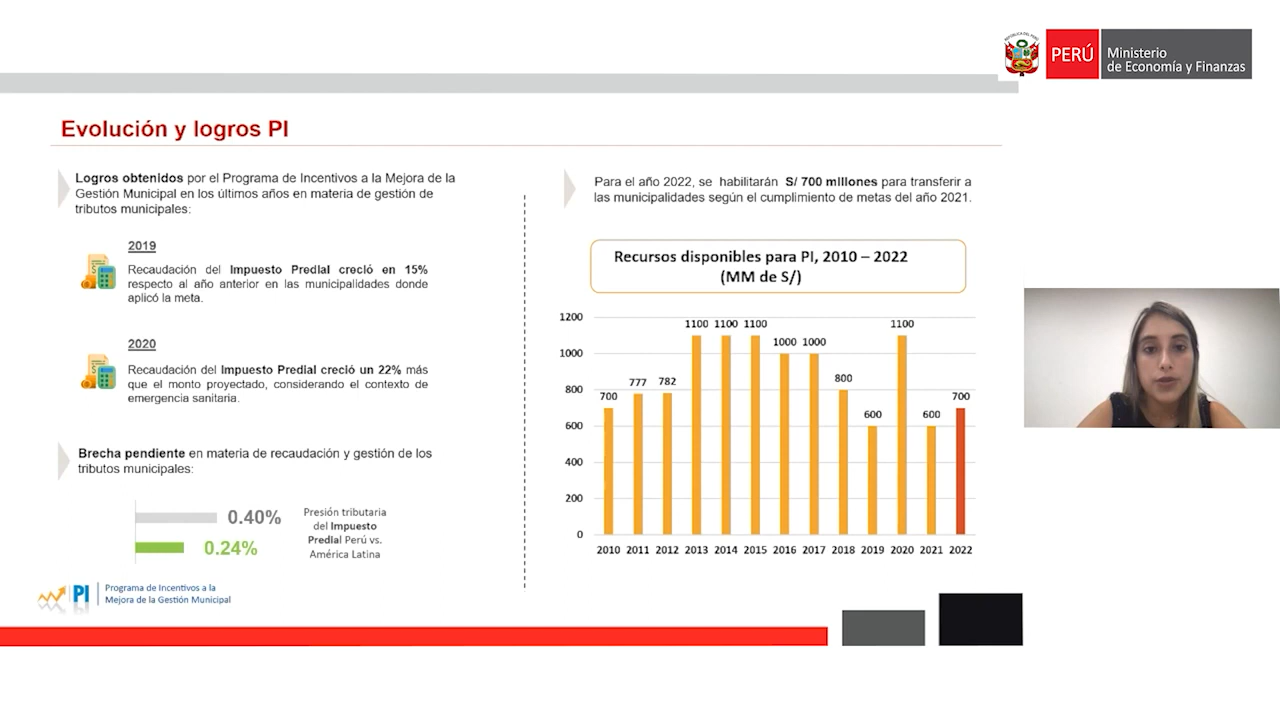 REPÚBLICA DEL PERÚ
PERÚ
Ministerio
de Economía y Finanzas
Evolución y logros PI
Logros obtenidos por el Programa de Incentivos a la Mejora de la
Gestión Municipal en los últimos años en materia de gestión de
tributos municipales:
2019
Recaudación del Impuesto Predial creció en 15%
respecto al año anterior en las municipalidades donde
aplicó la meta.
2020
Recaudación del Impuesto Predial creció un 22% más
que el monto proyectado, considerando el contexto de
emergencia sanitaria.
Brecha pendiente en materia de recaudación y gestión de los
tributos municipales:
0.40%
0.24%
Presión tributaria
del Impuesto
Predial Perú vs.
América Latina
PI
Programa de Incentivos a la
Mejora de la Gestión Municipal
Para el año 2022, se habilitarán S/ 700 millones para transferir a
las municipalidades según el cumplimiento de metas del año 2021.
Recursos disponibles para PI, 2010 – 2022
(MM de S/)
1200
1000
800
600
400
200
0
700
777
782
1100
1100
1100
1000
1000
800
600
1100
600
700
2010 2011 2012 2013 2014 2015 2016 2017 2018 2019 2020 2021 2022